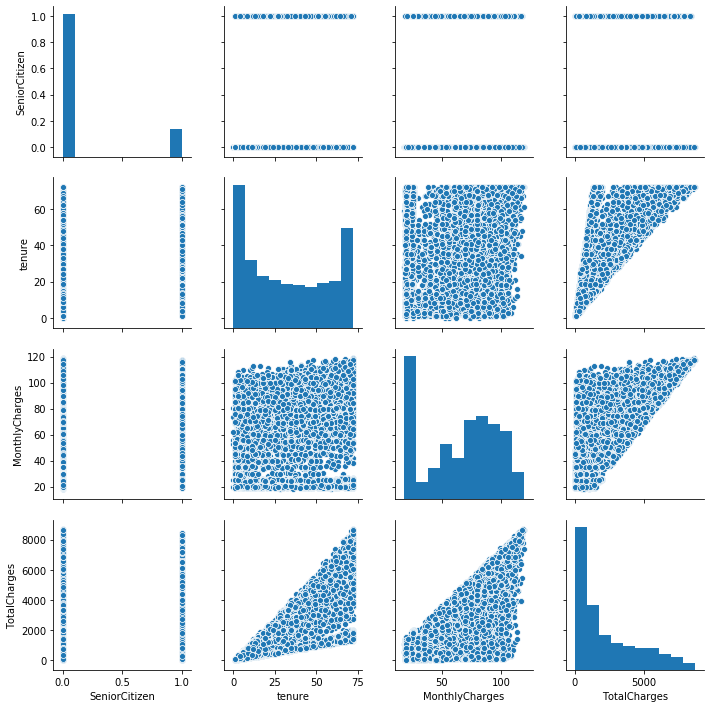 1.0
0.8
0.6
0.4
0.2
0.0
SeniorCitizen
60
40
20
0
tenure
120
100
80
60
40
20
MonthlyCharges
8000
6000
4000
2000
0
TotalCharges
0.0 0.5 1.0
SeniorCitizen
0 25 50 75
tenure
50 100
MonthlyCharges
0 5000
TotalCharges